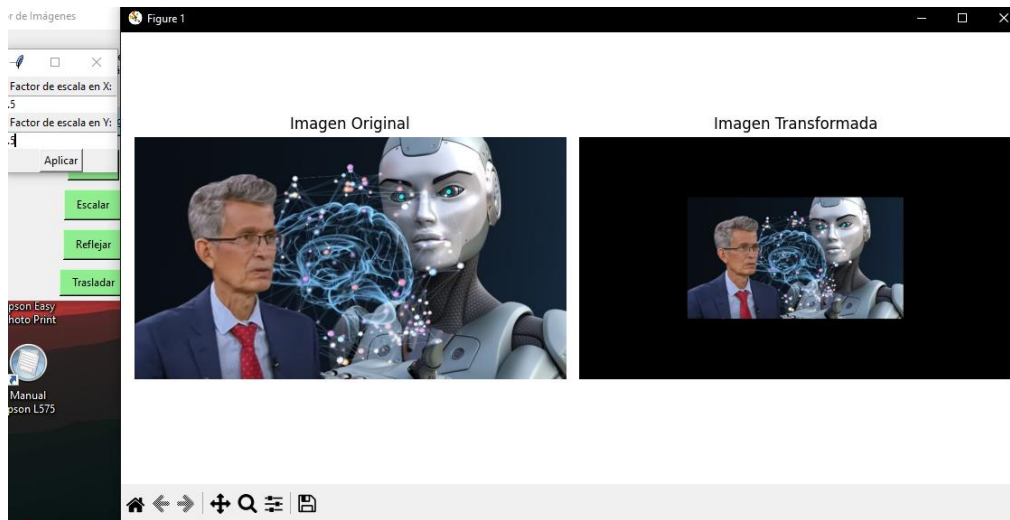 r de Imágenes
Figure 1
Factor de escala en X:
.5
Factor de escala en Y:
.5
Aplicar
Escalar
Reflejar
Trasladar
pson Easy
hoto Print
Manual
pson L575
Imagen Original
Imagen Transformada